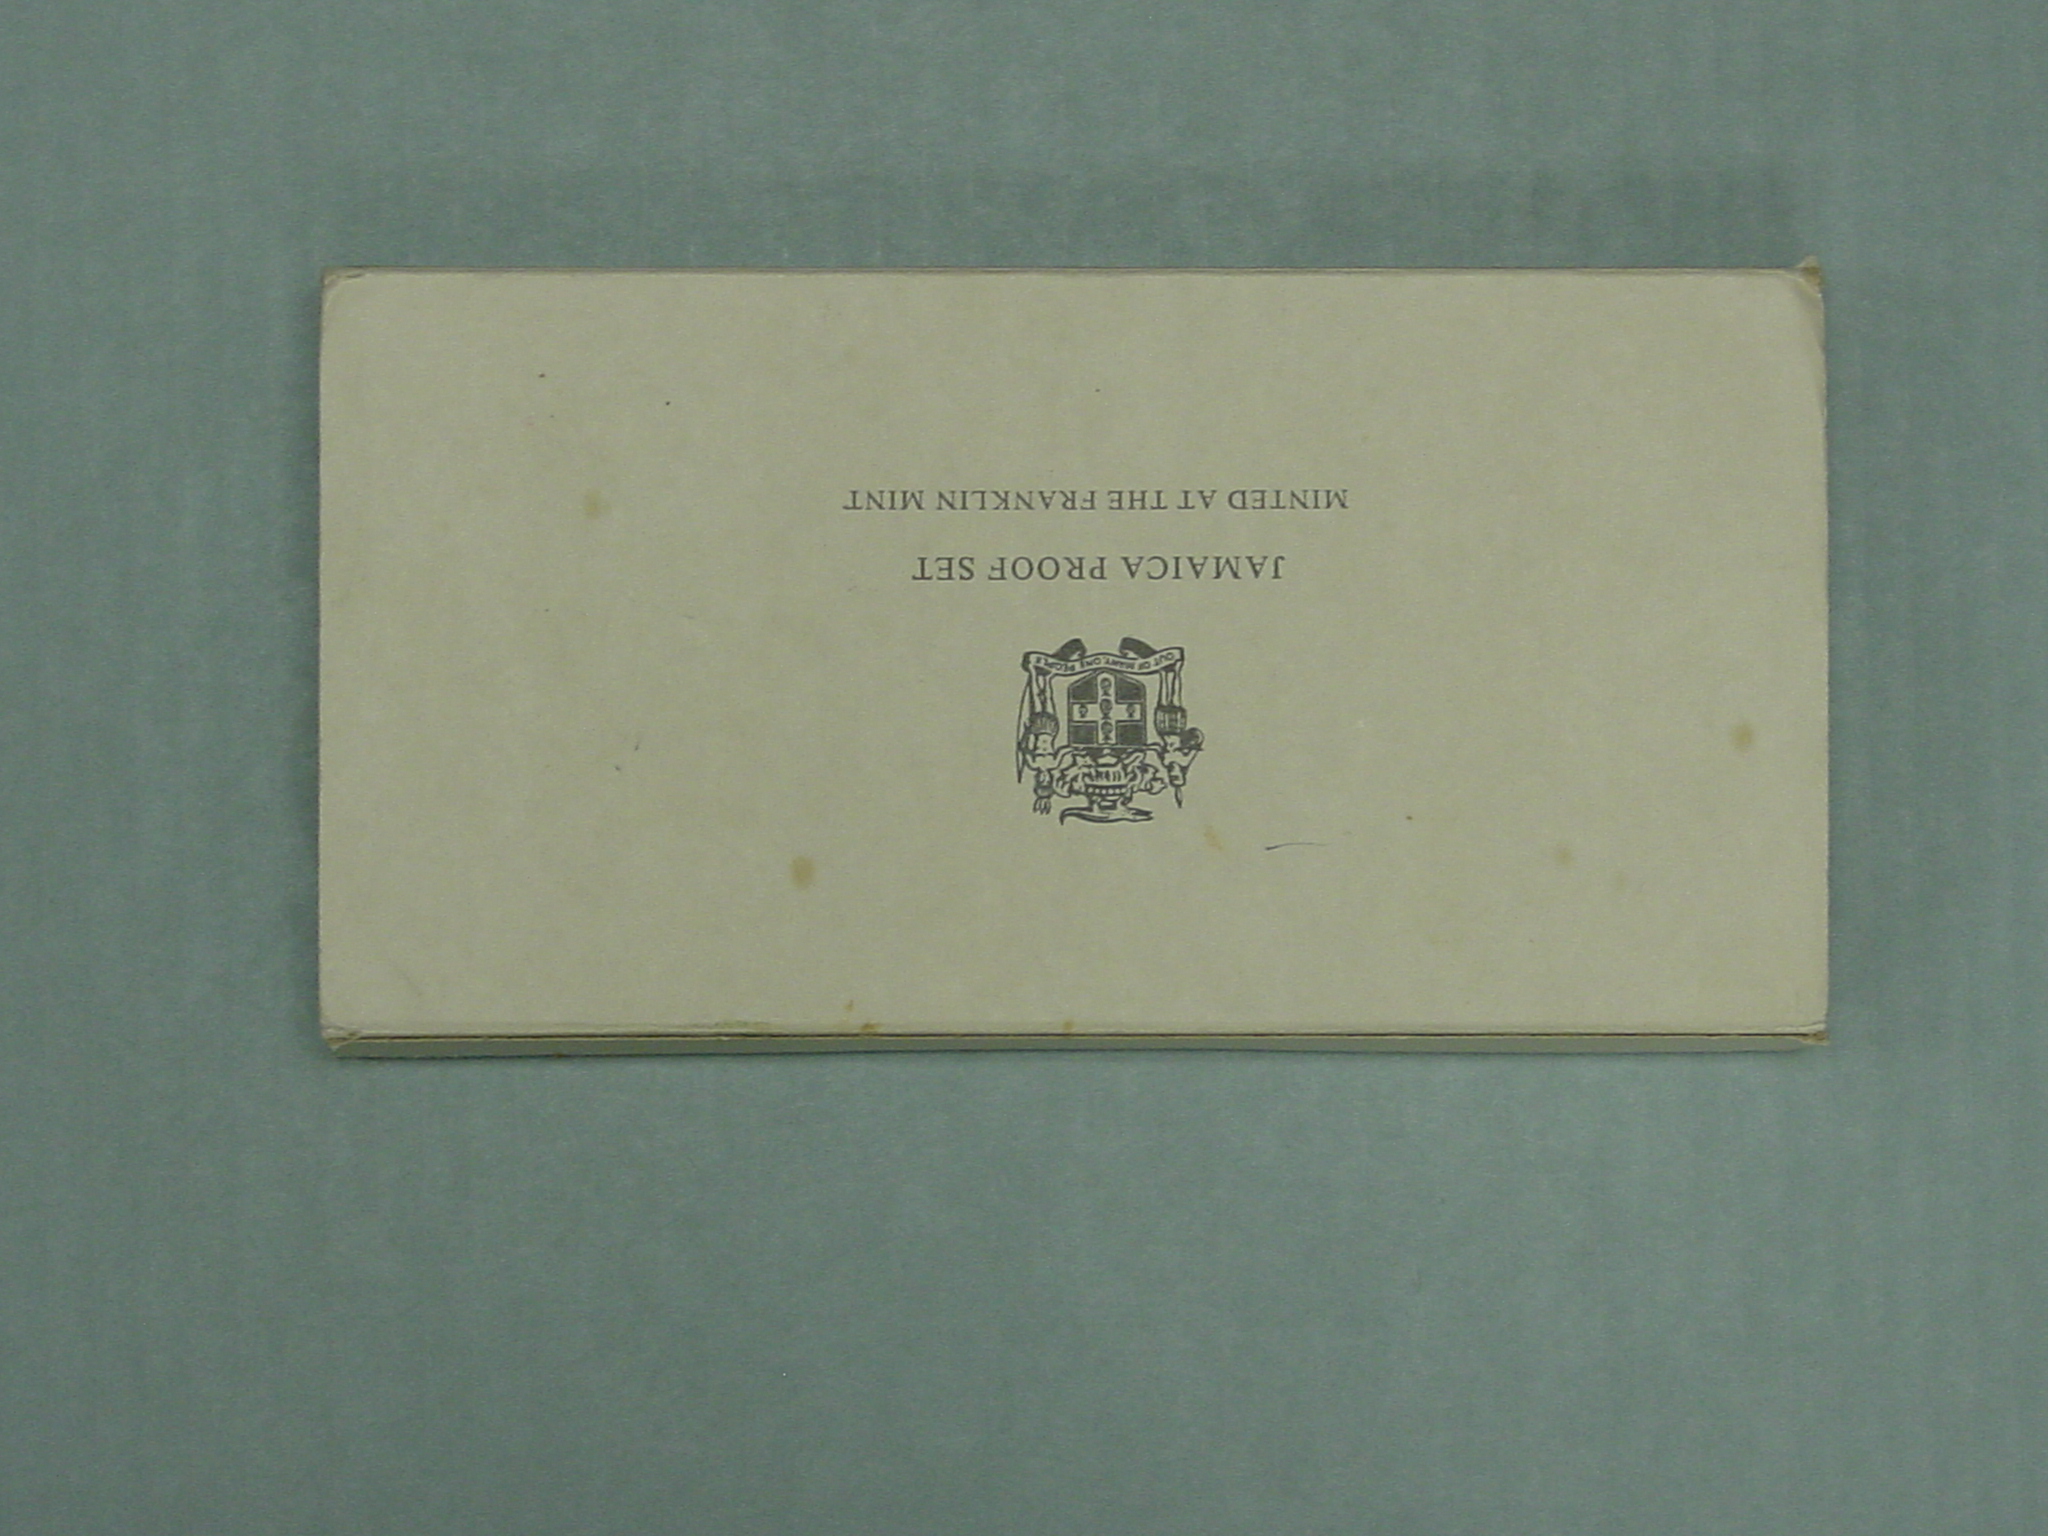 OUT OF MANY, ONE PEOPLE
JAMAICA PROOF SET
MINTED AT THE FRANKLIN MINT